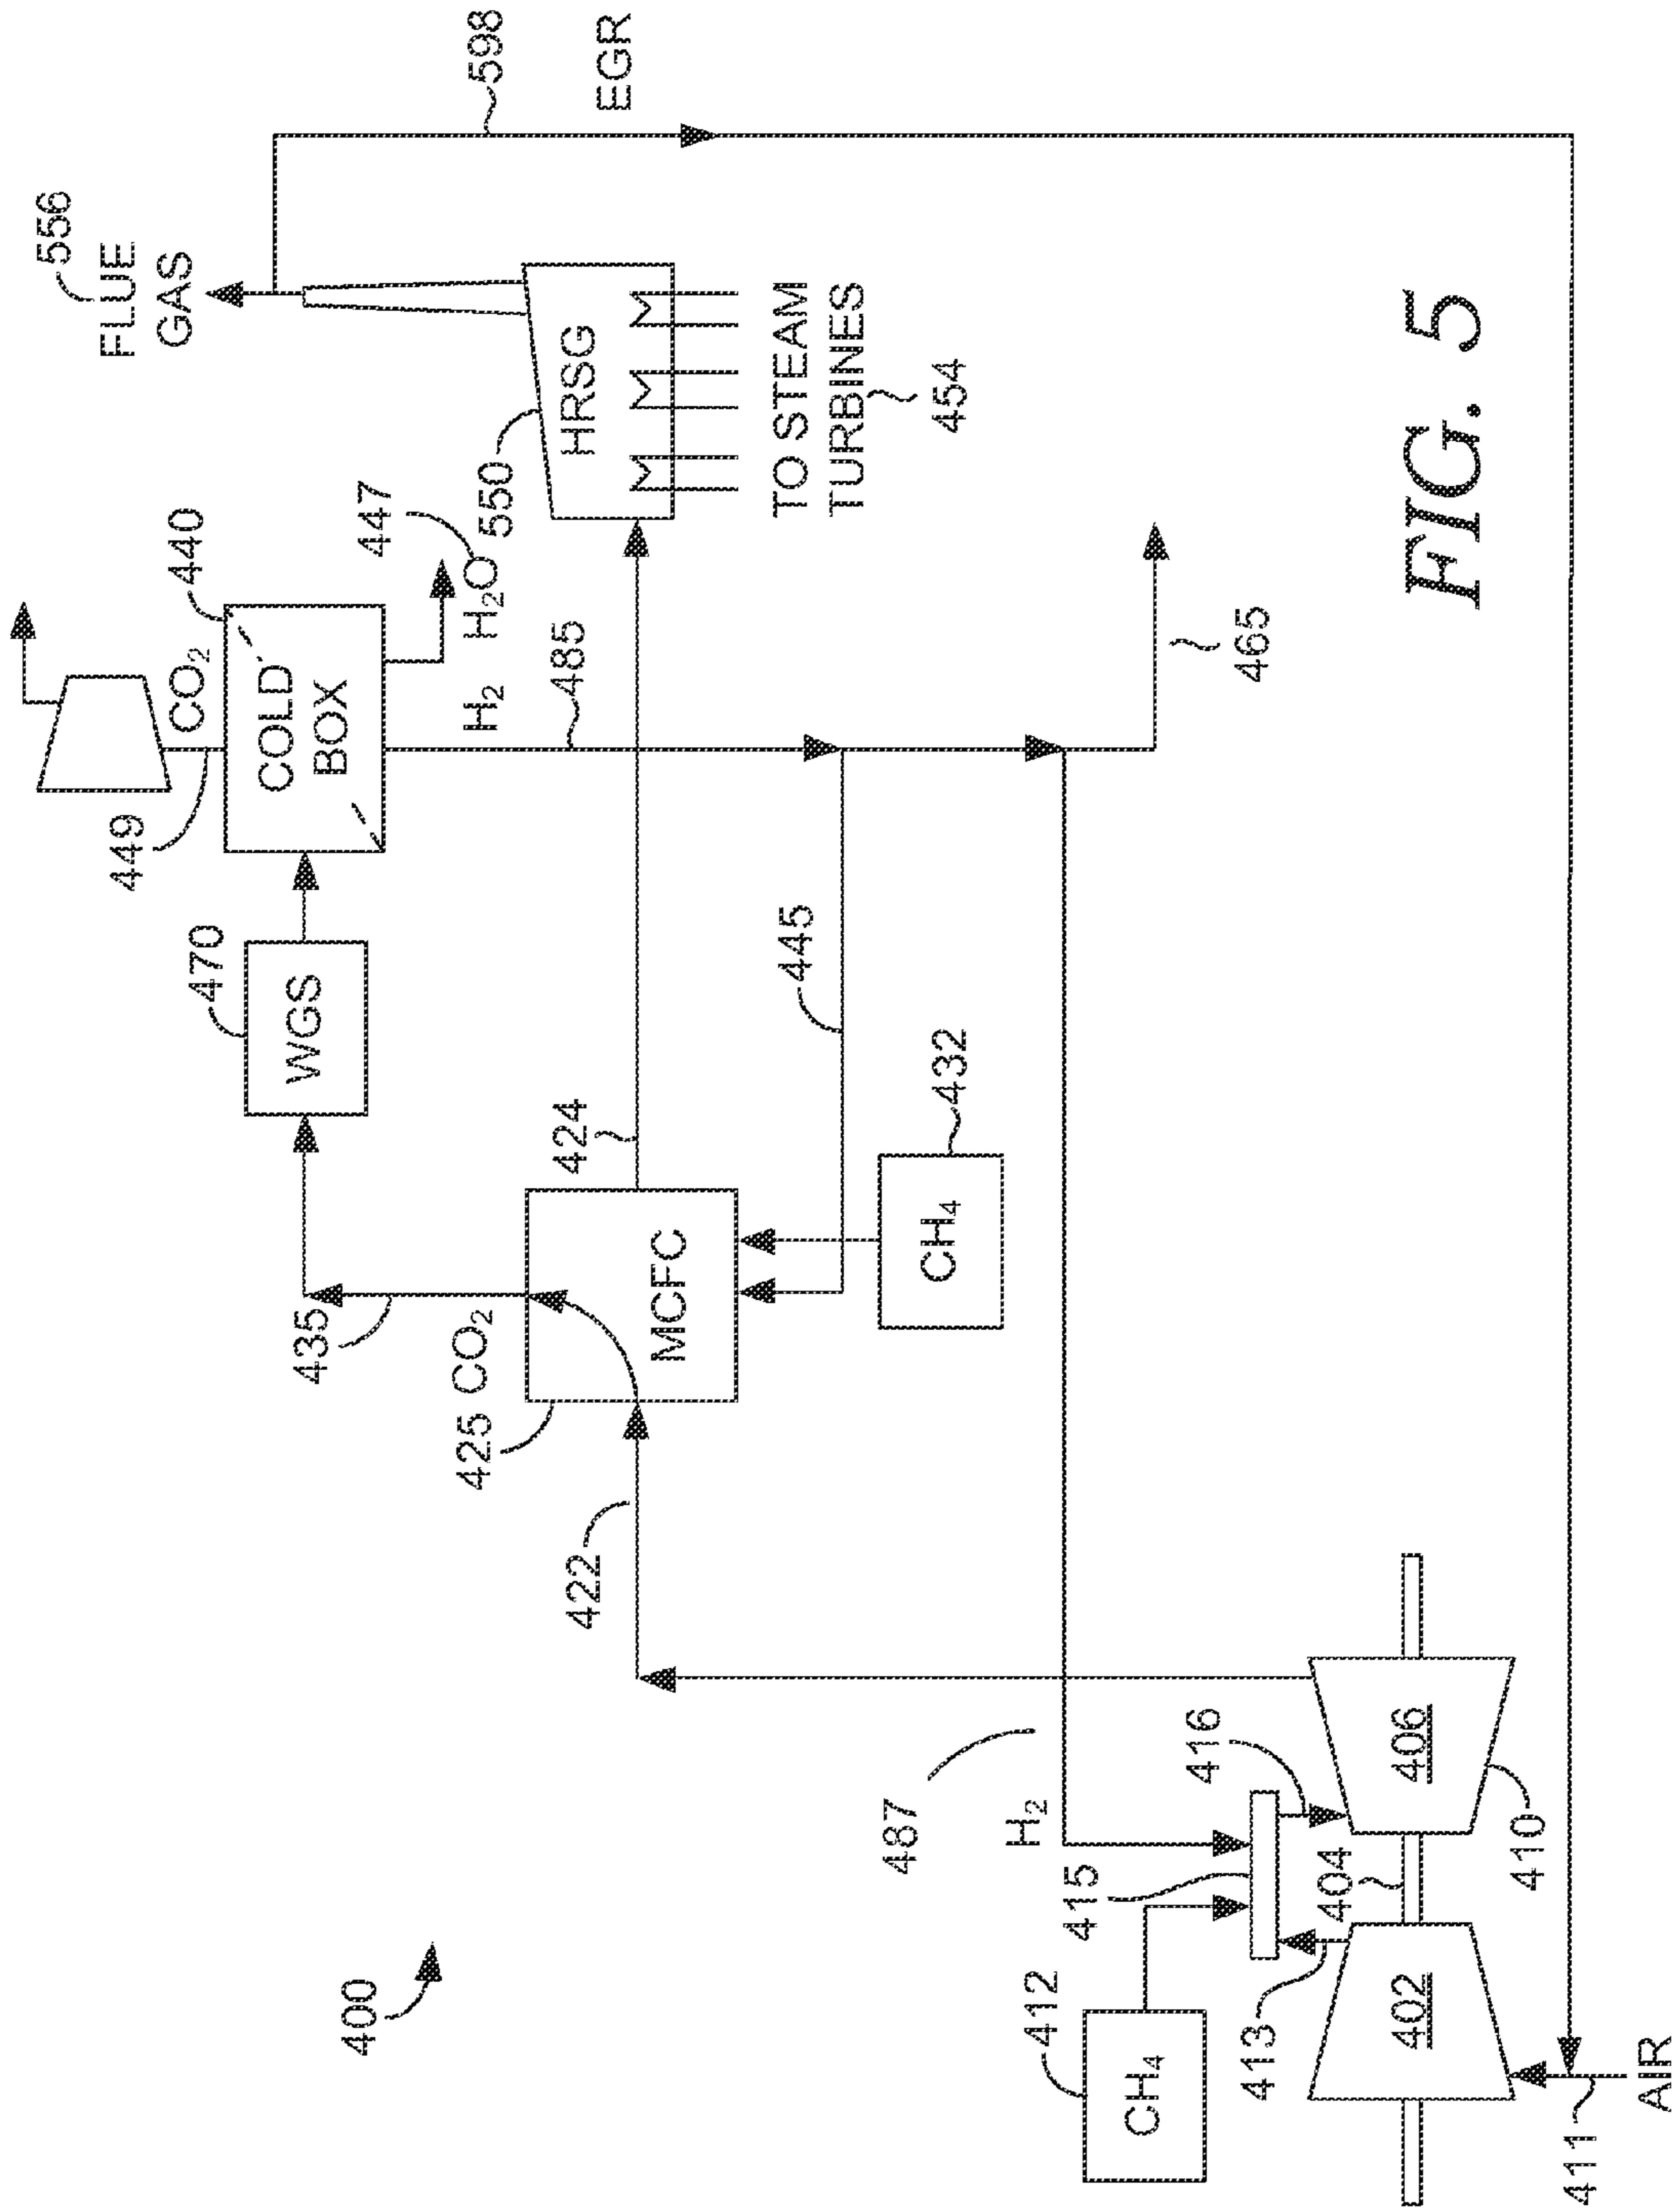 556
FLUE
GAS
598
EGR
449
CO2
440
COLD
BOX
447
H2O
H2
485
550
HRSG
TO STEAM
TURBINES
454
470
WGS
435
CO2
425
MCFC
424
422
445
CH4
432
465
400
487
H2
412
CH4
415
416
413
404
402
406
410
411
AIR
FIG. 5